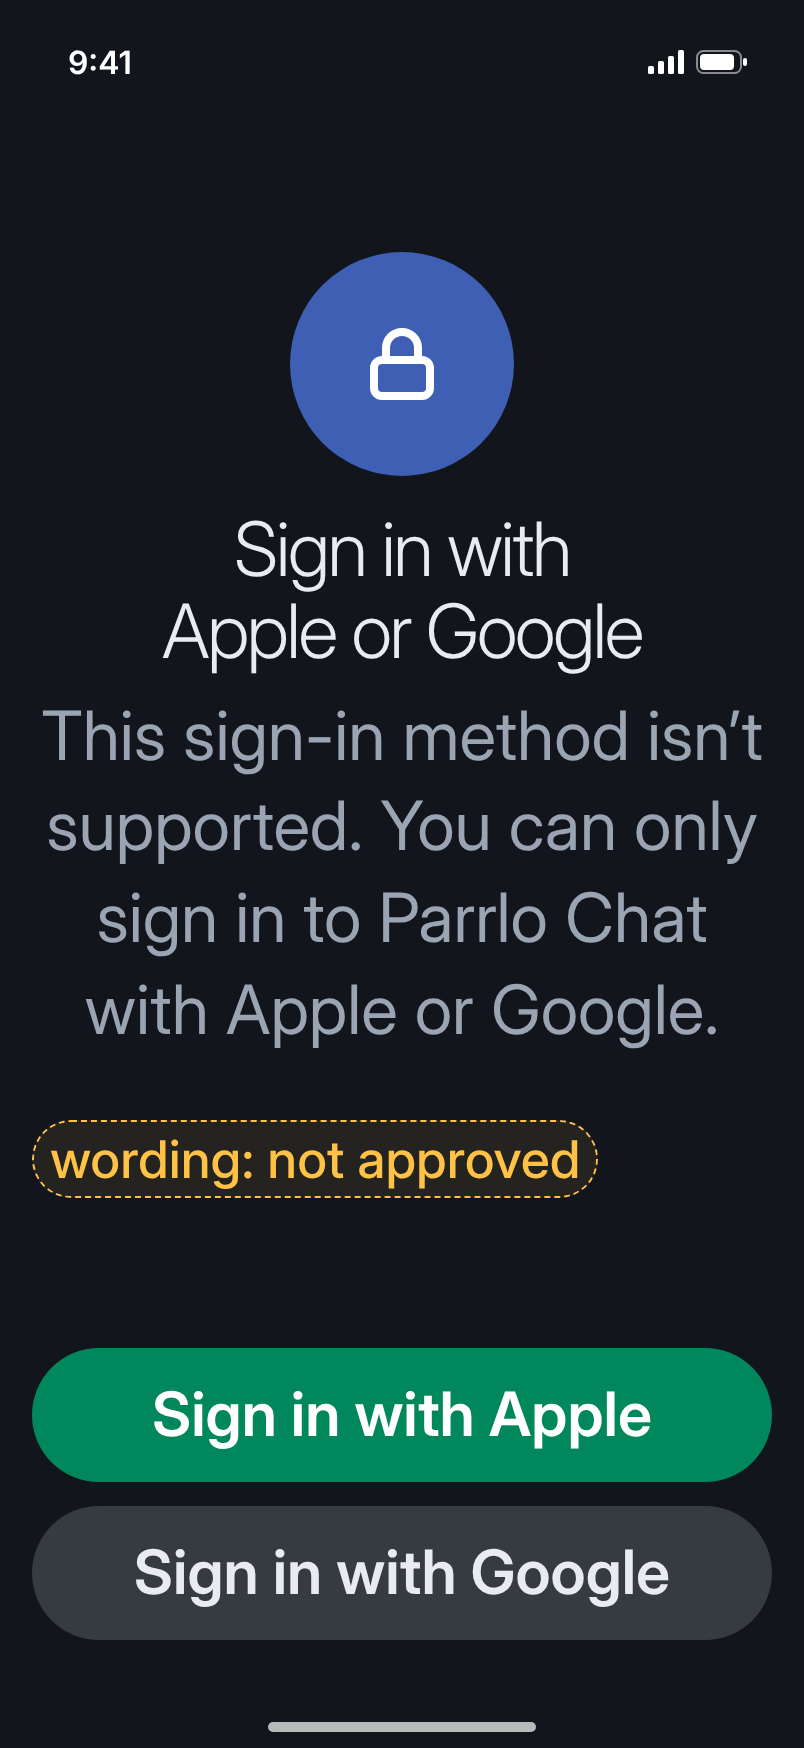 9:41
Sign in with
Apple or Google
This sign-in method isn’t
supported. You can only
sign in to Parrlo Chat
with Apple or Google.
wording: not approved
Sign in with Apple
Sign in with Google